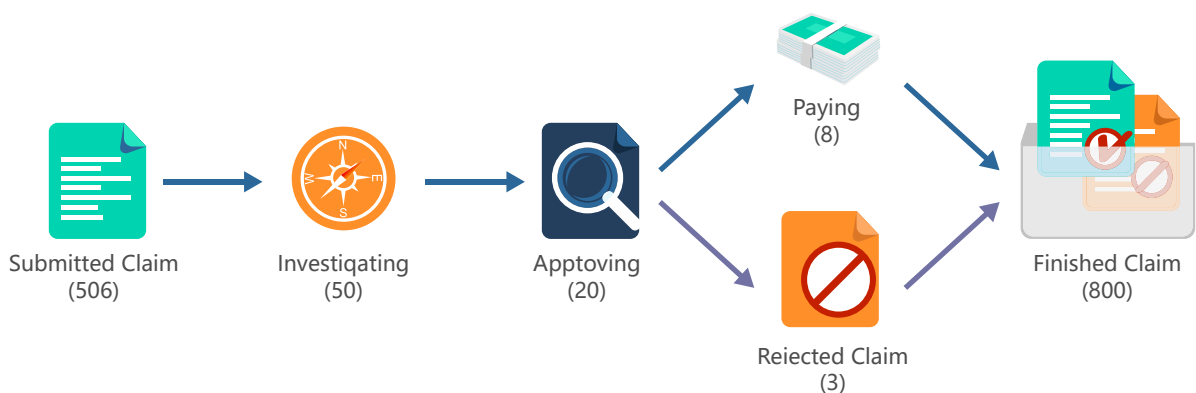 Submitted Claim
(506)
Investiqating
(50)
N
E
S
W
Apptoving
(20)
Paying
(8)
Reiected Claim
(3)
Finished Claim
(800)